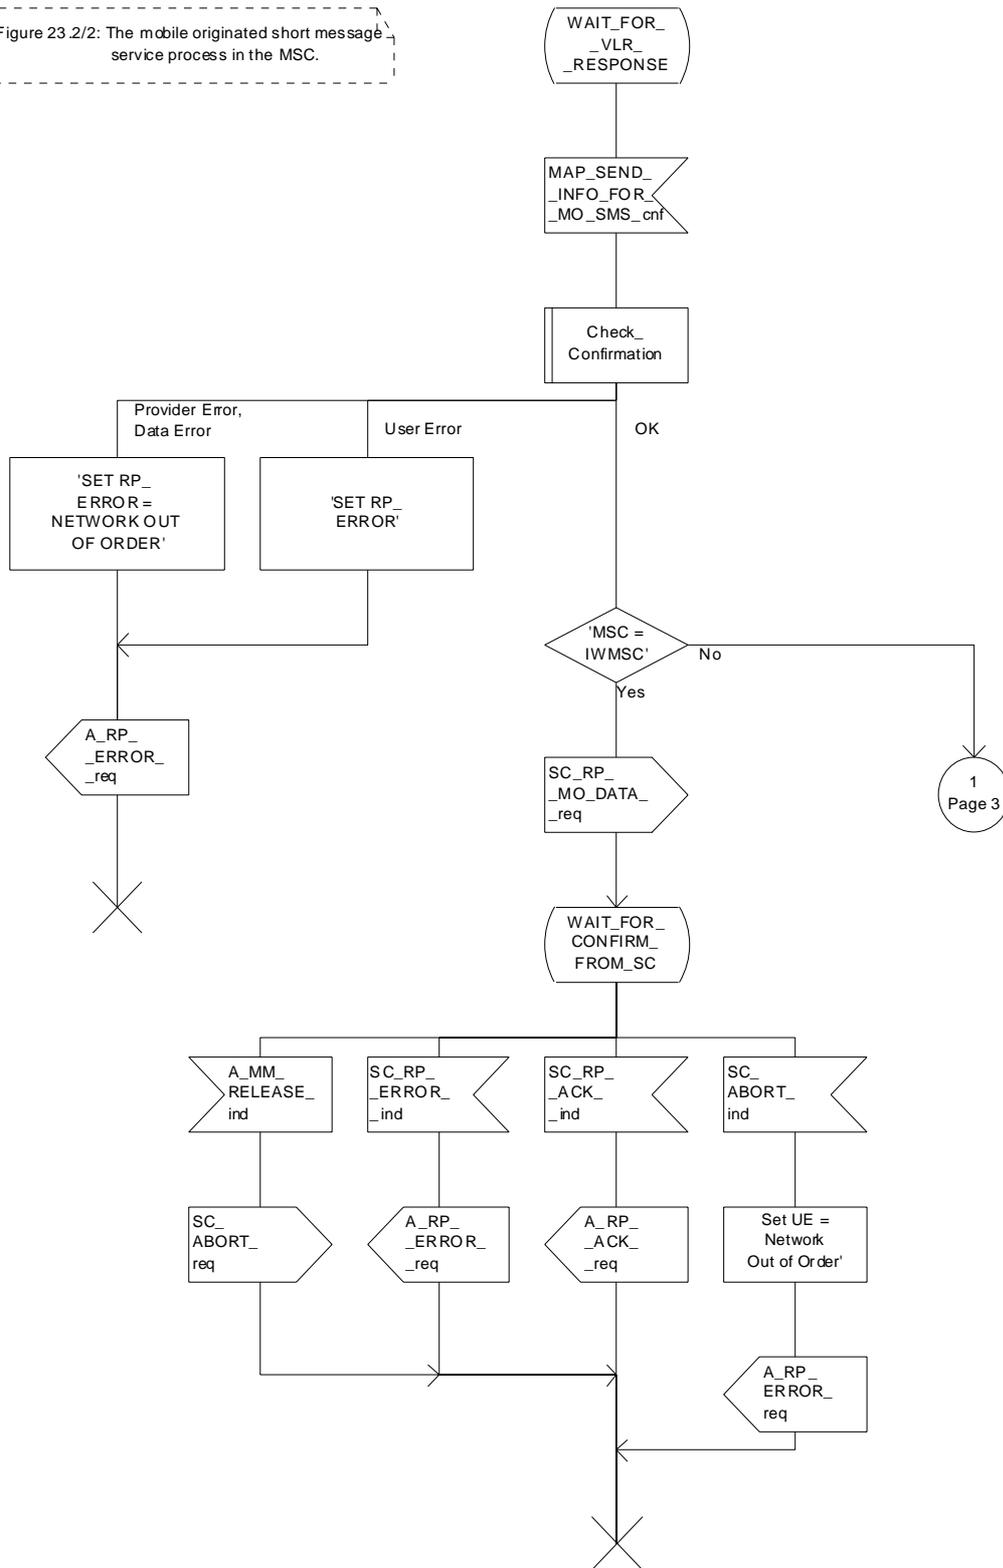 Figure 23.2/2: The mobile originated short message
service process in the MSC.
WAIT_FOR_
_VLR_
_RESPONSE
MAP_SEND_
_INFO_FOR_
_MO_SMS_cnf
Check_
Confirmation
Provider Error,
Data Error
User Error
OK
'SET RP_
ERROR =
NETWORK OUT
OF ORDER'
'SET RP_
ERROR'
'MSC =
IWMSC'
No
Yes
A_RP_
_ERROR_
_req
SC_RP_
_MO_DATA_
_req
1
Page 3
WAIT_FOR_
CONFIRM_
FROM_SC
A_MM_
RELEASE_
ind
SC_RP_
_ERROR_
_ind
SC_RP_
_ACK_
_ind
SC_
ABORT_
ind
SC_
ABORT_
req
A_RP_
_ERROR_
_req
A_RP_
_ACK_
_req
Set UE =
Network
Out of Order'
A_RP_
ERROR_
req